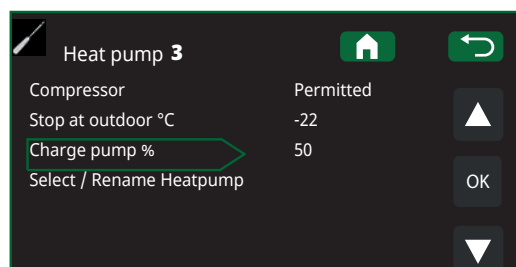 Heat pump 3
Compressor Permitted
Stop at outdoor °C -22
Charge pump % 50
Select / Rename Heatpump
OK